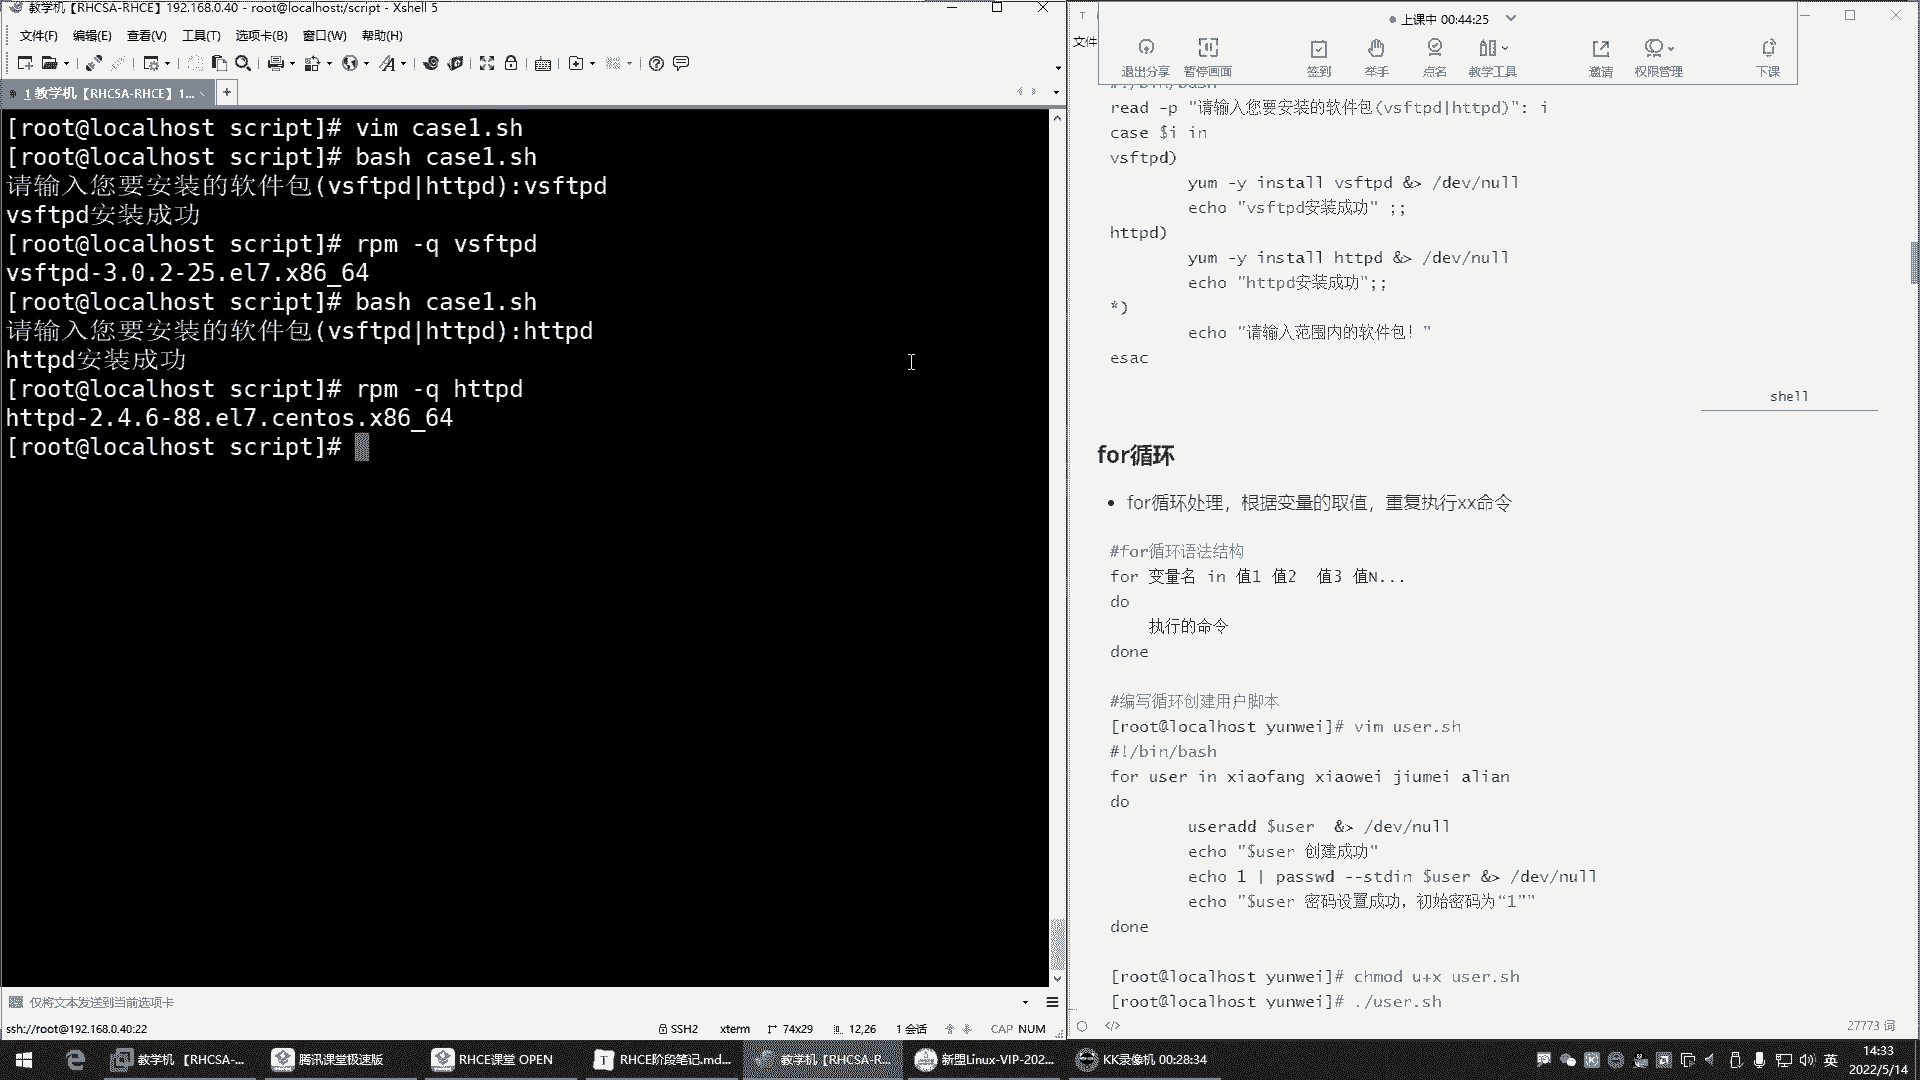 教学机【RHCSA-RHCE】192.168.0.40 - root@localhost:/script - Xshell 5
文件(F) 编辑(E) 查看(V) 工具(T) 选项卡(B) 窗口(W) 帮助(H)
1 教学机【RHCSA-RHCE】1...
[root@localhost script]# vim case1.sh
[root@localhost script]# bash case1.sh
请输入您要安装的软件包(vsftpd|httpd):vsftpd
vsftpd安装成功
[root@localhost script]# rpm -q vsftpd
vsftpd-3.0.2-25.el7.x86_64
[root@localhost script]# bash case1.sh
请输入您要安装的软件包(vsftpd|httpd):httpd
httpd安装成功
[root@localhost script]# rpm -q httpd
httpd-2.4.6-88.el7.centos.x86_64
[root@localhost script]#
仅将文本发送到当前选项卡
ssh://root@192.168.0.40:22 SSH2 xterm 74x29 12,26 1 会话 CAP NUM
文件
上课中 00:44:25
退出分享 暂停画面 签到 举手 点名 教学工具 邀请 权限管理 下课
#!/bin/bash
read -p "请输入您要安装的软件包(vsftpd|httpd)": i
case $i in
vsftpd)
yum -y install vsftpd &> /dev/null
echo "vsftpd安装成功" ;;
httpd)
yum -y install httpd &> /dev/null
echo "httpd安装成功";;
*)
echo "请输入范围内的软件包！"
esac
shell
for循环
• for循环处理，根据变量的取值，重复执行xx命令
#for循环语法结构
for 变量名 in 值1 值2  值3 值N...
do
执行的命令
done
#编写循环创建用户脚本
[root@localhost yunwei]# vim user.sh
#!/bin/bash
for user in xiaofang xiaowei jiumei alian
do
useradd $user  &> /dev/null
echo "$user 创建成功"
echo 1 | passwd --stdin $user &> /dev/null
echo "$user 密码设置成功，初始密码为“1”"
done
[root@localhost yunwei]# chmod u+x user.sh
[root@localhost yunwei]# ./user.sh
</> 27773 词
教学机 【RHCSA-... 腾讯课堂极速版 RHCE课堂 OPEN RHCE阶段笔记.md... 教学机【RHCSA-R... 新盟Linux-VIP-202... KK录像机 00:28:34 英 14:33
2022/5/14